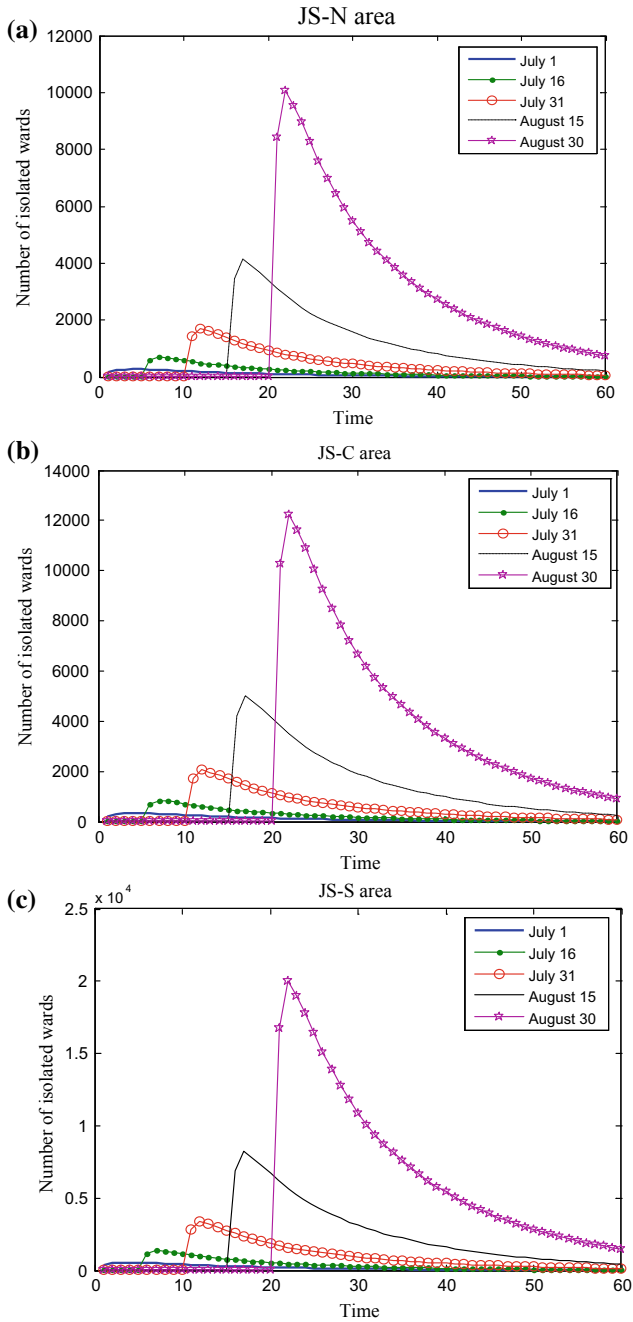 (a)
JS-N area
12000
10000
8000
6000
4000
2000
0
Number of isolated wards
July 1
July 16
July 31
August 15
August 30
0 10 20 30 40 50 60
Time
(b)
JS-C area
14000
12000
10000
8000
6000
4000
2000
0
Number of isolated wards
July 1
July 16
July 31
August 15
August 30
0 10 20 30 40 50 60
Time
(c)
JS-S area
x 10^4
2.5
2
1.5
1
0.5
0
Number of isolated wards
July 1
July 16
July 31
August 15
August 30
0 10 20 30 40 50 60
Time